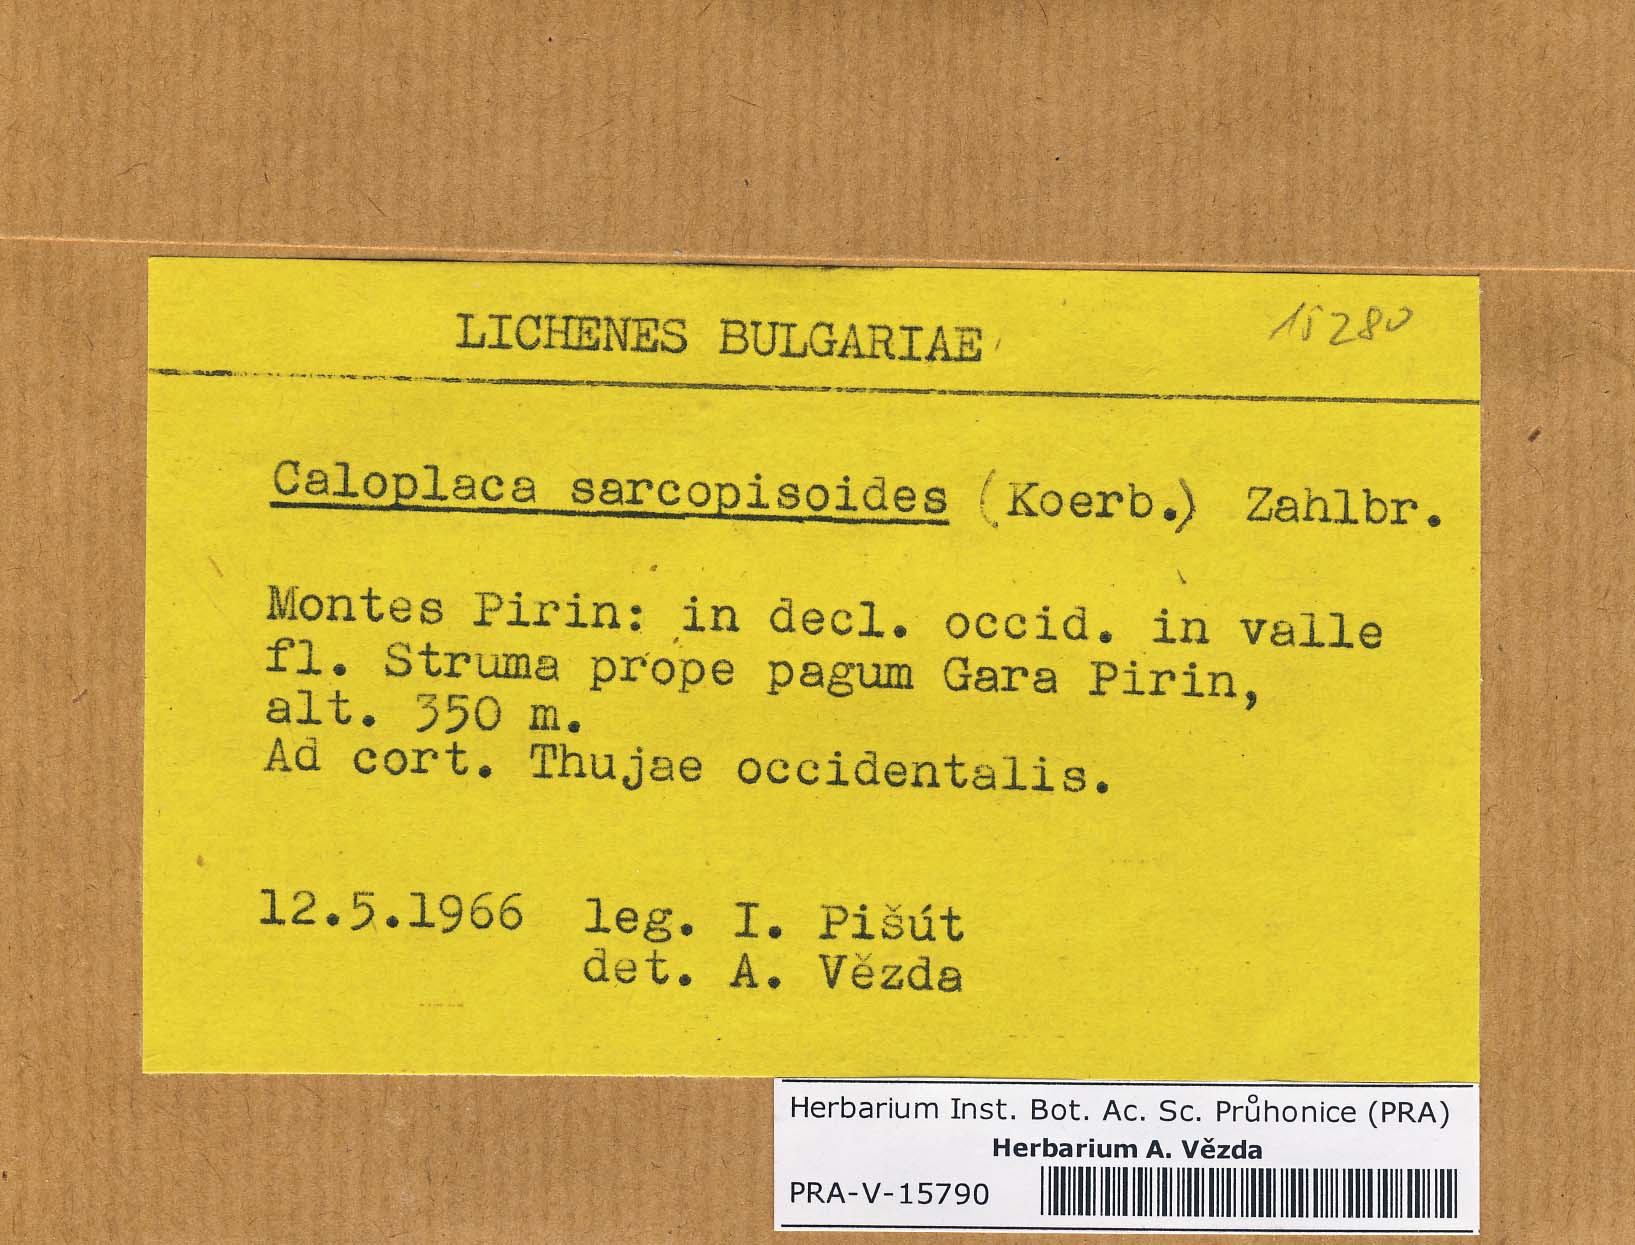 LICHENES BULGARIAE
15280
Caloplaca sarcopisoides (Koerb.) Zahlbr.
Montes Pirin: in decl. occid. in valle
fl. Struma prope pagum Gara Pirin,
alt. 350 m.
Ad cort. Thujae occidentalis.
12.5.1966 leg. I. Pišút
det. A. Vězda
Herbarium Inst. Bot. Ac. Sc. Průhonice (PRA)
Herbarium A. Vězda
PRA-V-15790